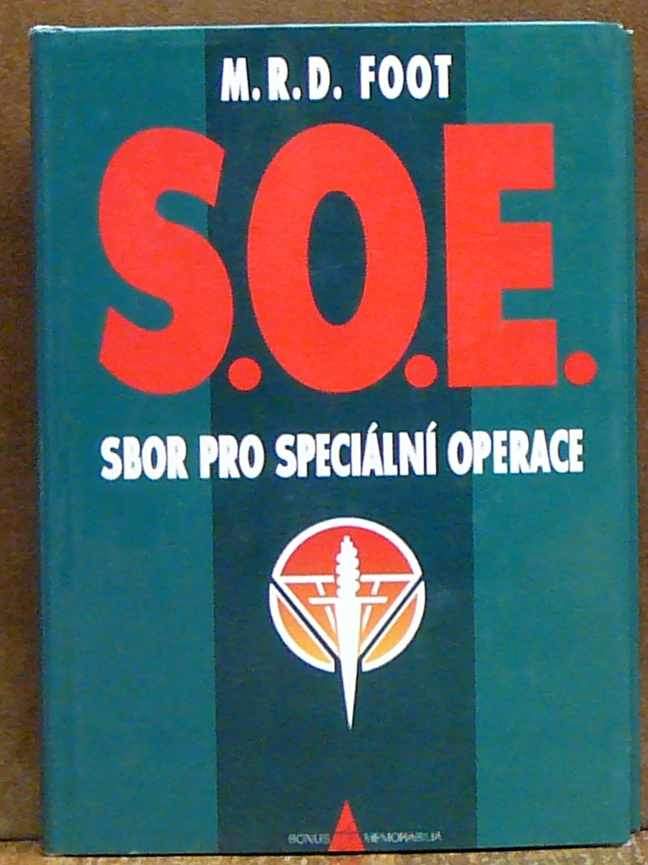 M.R.D. FOOT
S.O.E.
SBOR PRO SPECIÁLNÍ OPERACE
BONUS MEMORABILIA